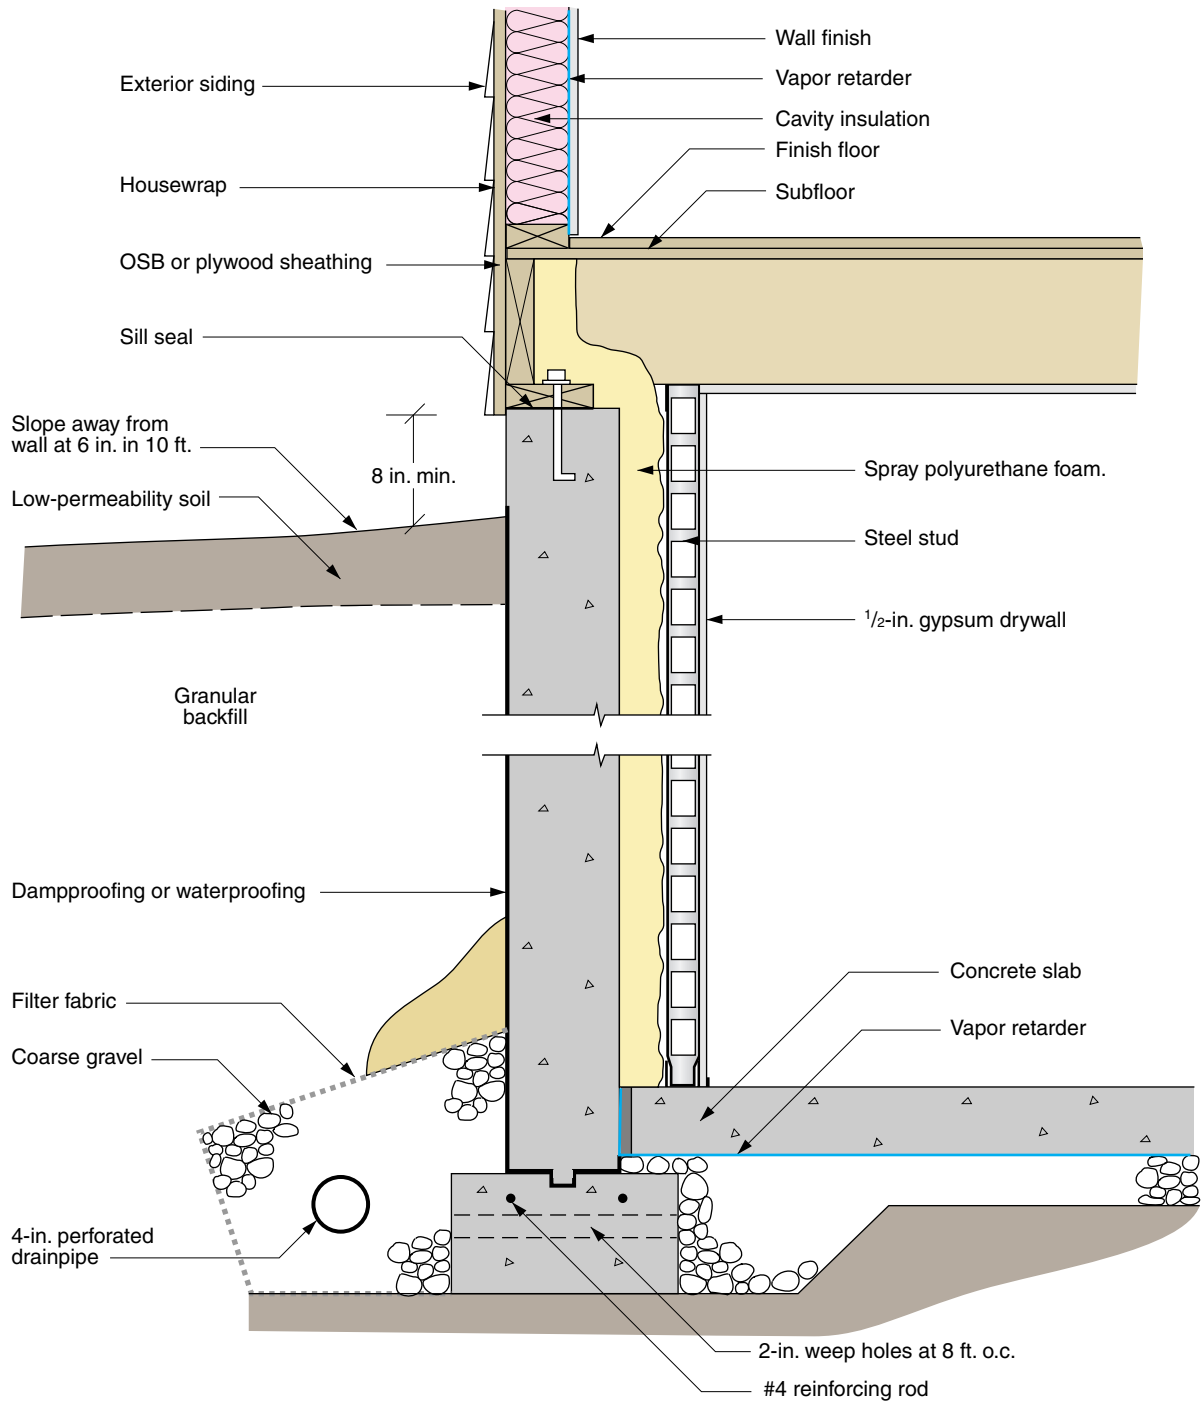 Wall finish
Exterior siding
Vapor retarder
Cavity insulation
Finish floor
Housewrap
Subfloor
OSB or plywood sheathing
Sill seal
Slope away from
wall at 6 in. in 10 ft.
8 in. min.
Spray polyurethane foam.
Low-permeability soil
Steel stud
1/2-in. gypsum drywall
Granular
backfill
Dampproofing or waterproofing
Concrete slab
Filter fabric
Vapor retarder
Coarse gravel
4-in. perforated
drainpipe
2-in. weep holes at 8 ft. o.c.
#4 reinforcing rod